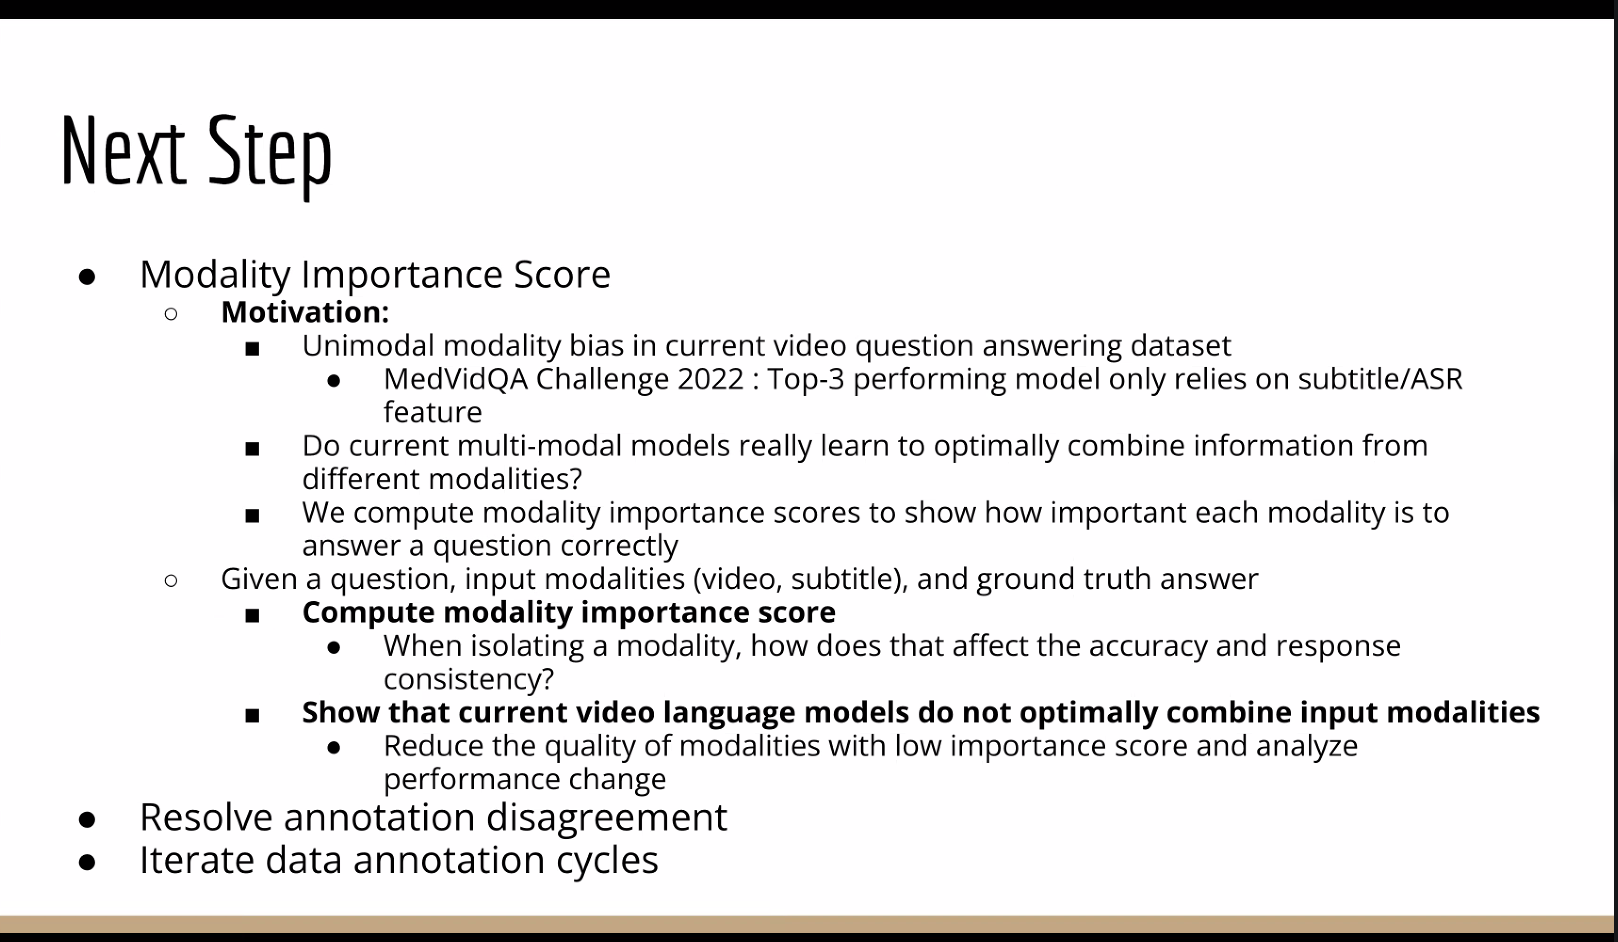 Next Step
● Modality Importance Score
○ Motivation:
■ Unimodal modality bias in current video question answering dataset
● MedVidQA Challenge 2022 : Top-3 performing model only relies on subtitle/ASR
feature
■ Do current multi-modal models really learn to optimally combine information from
different modalities?
■ We compute modality importance scores to show how important each modality is to
answer a question correctly
○ Given a question, input modalities (video, subtitle), and ground truth answer
■ Compute modality importance score
● When isolating a modality, how does that affect the accuracy and response
consistency?
■ Show that current video language models do not optimally combine input modalities
● Reduce the quality of modalities with low importance score and analyze
performance change
● Resolve annotation disagreement
● Iterate data annotation cycles